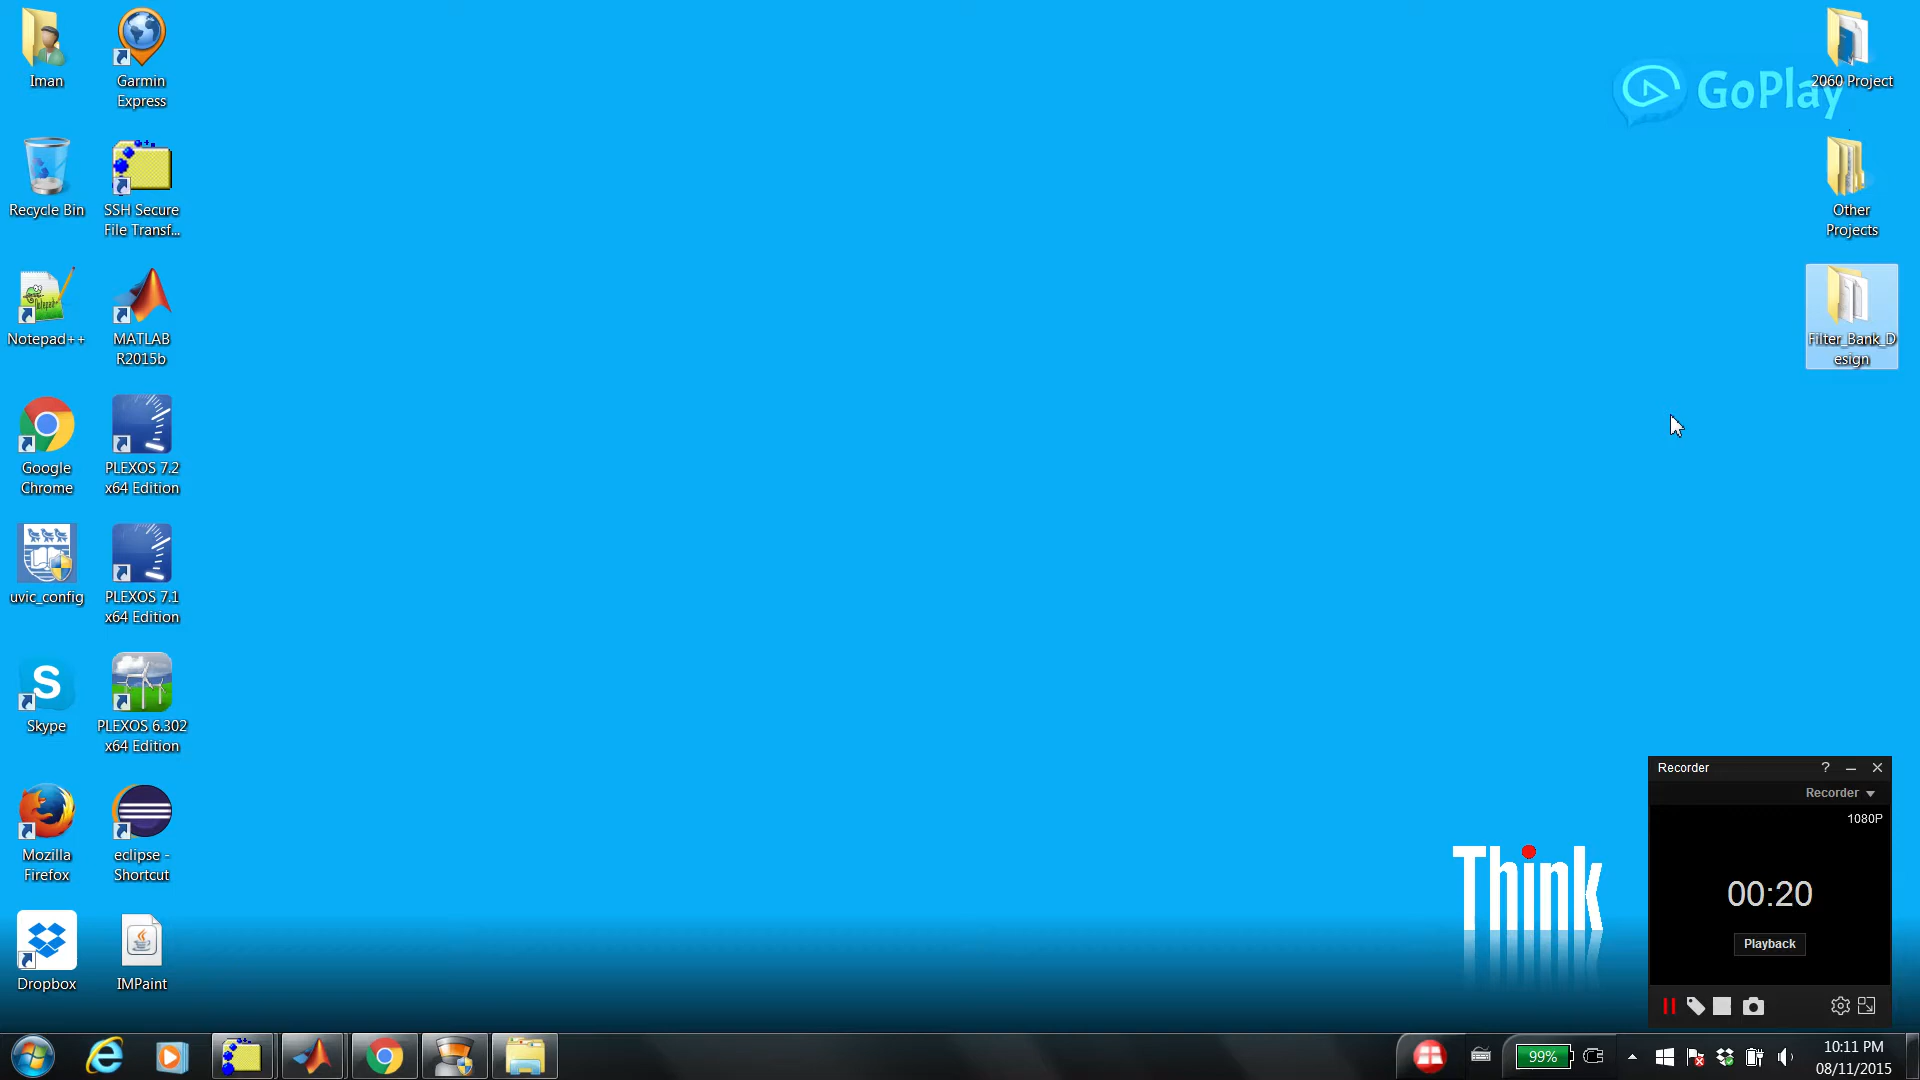 Iman
Garmin
Express
Recycle Bin
SSH Secure
File Transf...
Notepad++
MATLAB
R2015b
Google
Chrome
PLEXOS 7.2
x64 Edition
uvic_config
PLEXOS 7.1
x64 Edition
S
Skype
PLEXOS 6.302
x64 Edition
Mozilla
Firefox
eclipse -
Shortcut
Dropbox
IMPaint
GoPlay
2060 Project
Other
Projects
Filter_Bank_D
esign
Think
Recorder
?
Recorder
1080P
00:20
Playback
99%
10:11 PM
08/11/2015